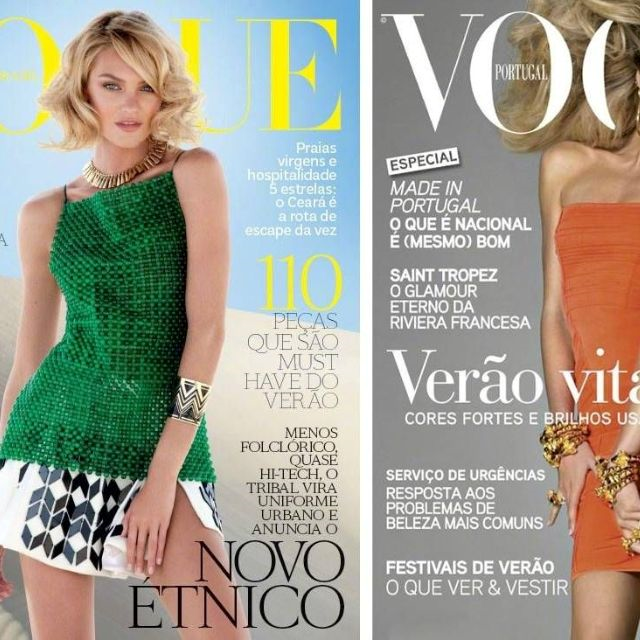 OGUE
Praias
virgens e
hospitalidade
5 estrelas:
o Ceará é
a rota de
escape da vez
110
PEÇAS
QUE SÃO
MUST
HAVE DO
VERÃO
MENOS
FOLCLÓRICO,
QUASE
HI-TECH, O
TRIBAL VIRA
UNIFORME
URBANO E
ANUNCIA O
NOVO
ÉTNICO
VOG
PORTUGAL
ESPECIAL
MADE IN
PORTUGAL
O QUE É NACIONAL
É (MESMO) BOM
SAINT TROPEZ
O GLAMOUR
ETERNO DA
RIVIERA FRANCESA
Verão vita
CORES FORTES E BRILHOS USA
SERVIÇO DE URGÊNCIAS
RESPOSTA AOS
PROBLEMAS DE
BELEZA MAIS COMUNS
FESTIVAIS DE VERÃO
O QUE VER & VESTIR